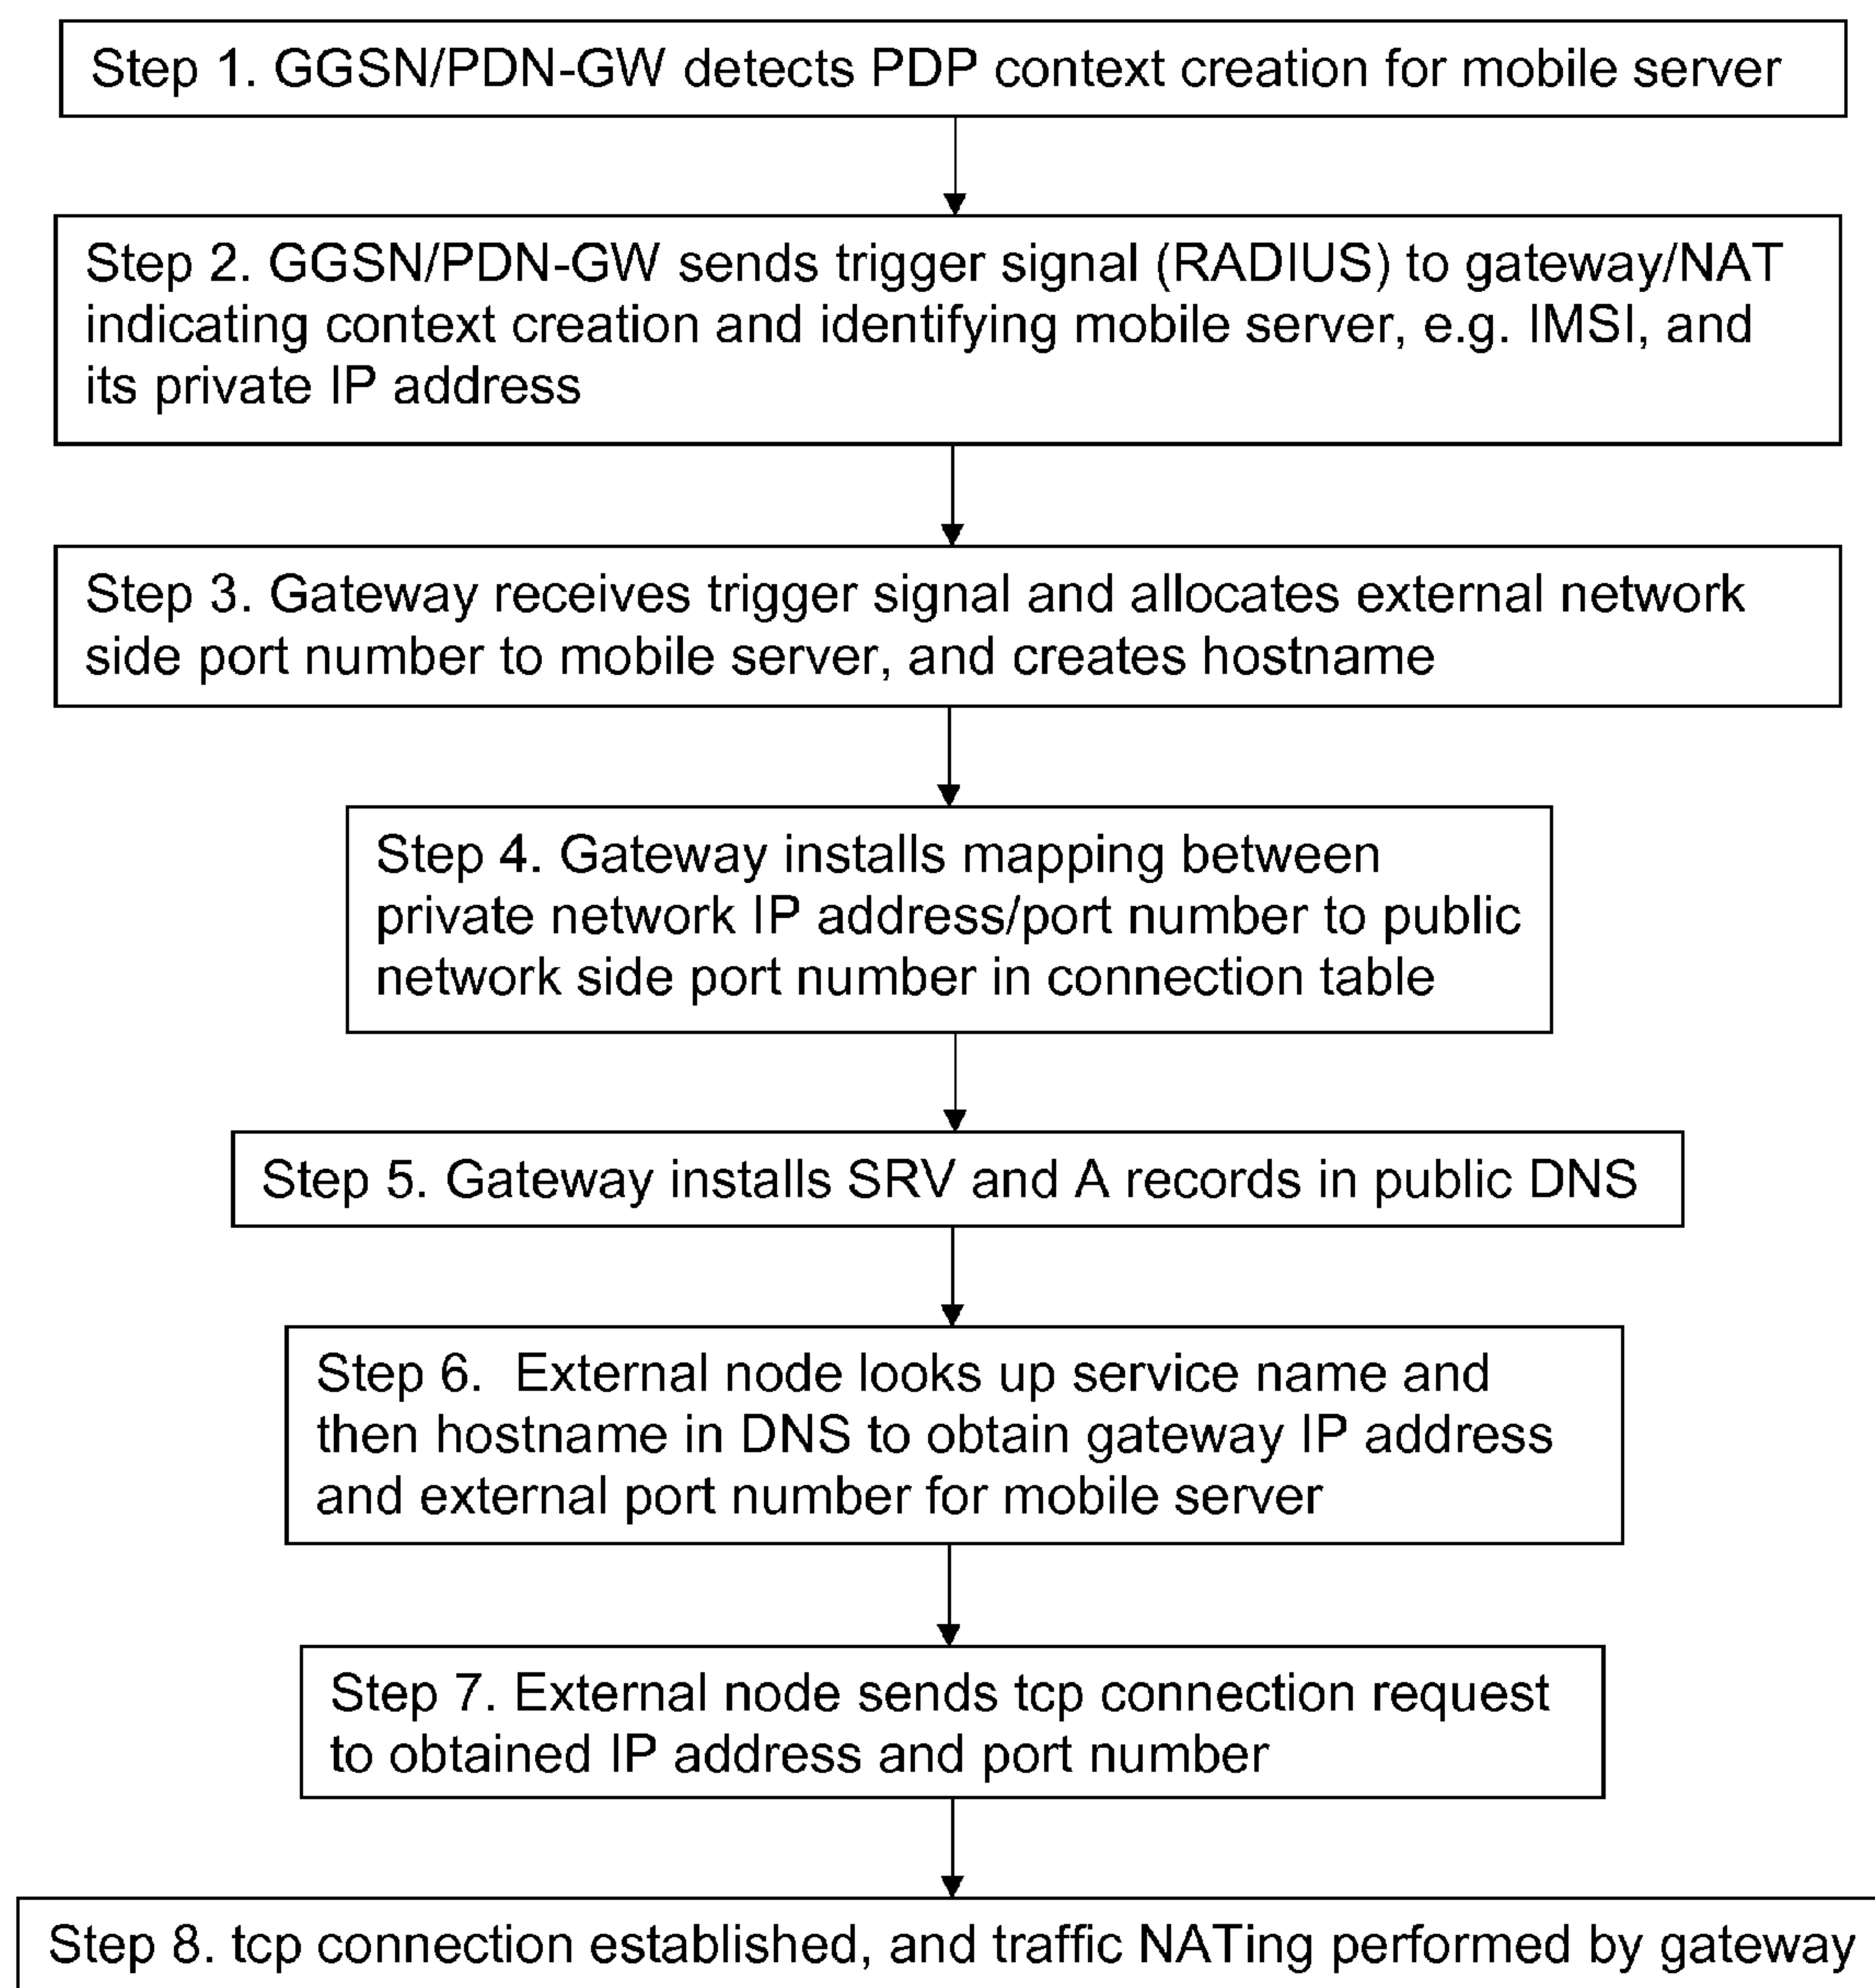 Step 1. GGSN/PDN-GW detects PDP context creation for mobile server
Step 2. GGSN/PDN-GW sends trigger signal (RADIUS) to gateway/NAT
indicating context creation and identifying mobile server, e.g. IMSI, and
its private IP address
Step 3. Gateway receives trigger signal and allocates external network
side port number to mobile server, and creates hostname
Step 4. Gateway installs mapping between
private network IP address/port number to public
network side port number in connection table
Step 5. Gateway installs SRV and A records in public DNS
Step 6. External node looks up service name and
then hostname in DNS to obtain gateway IP address
and external port number for mobile server
Step 7. External node sends tcp connection request
to obtained IP address and port number
Step 8. tcp connection established, and traffic NATing performed by gateway